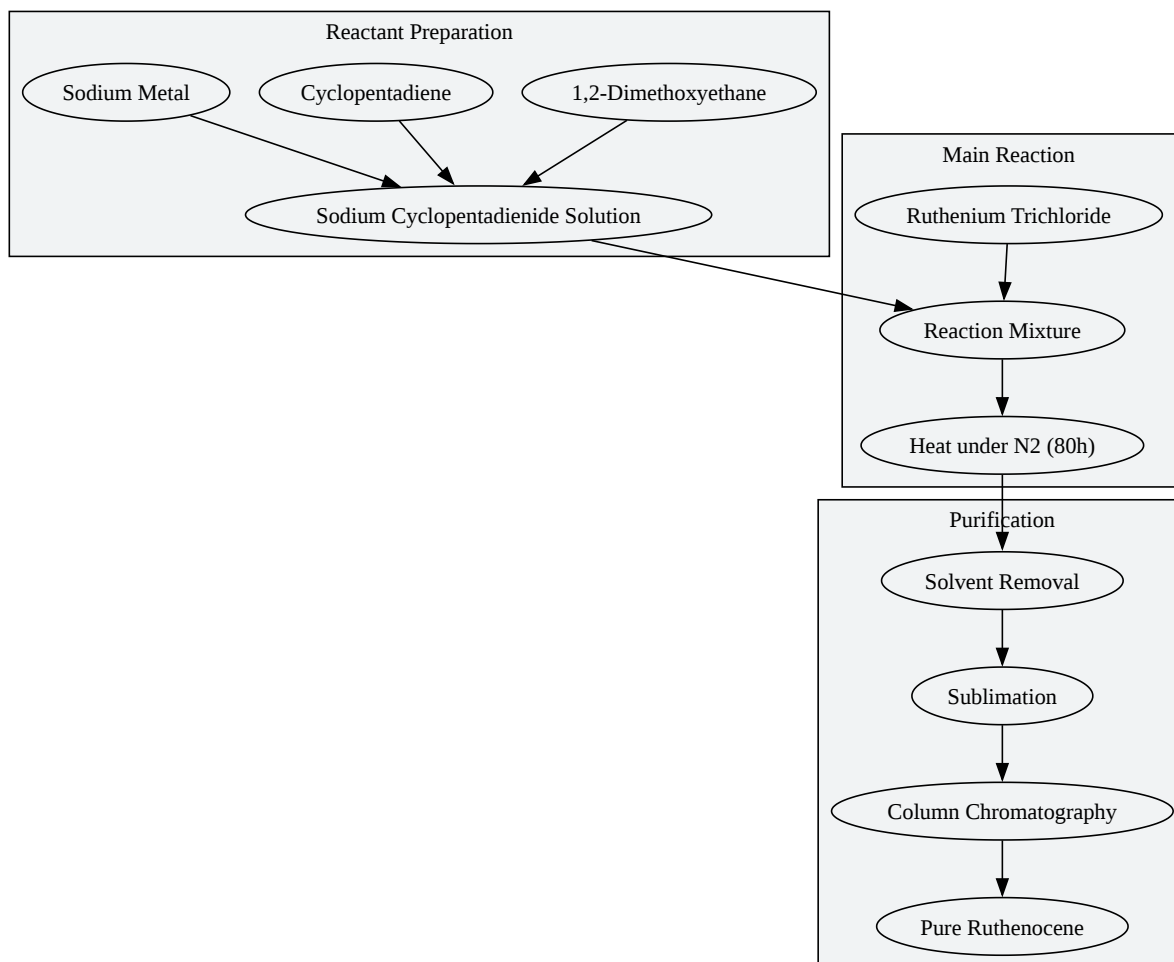 Reactant Preparation
Sodium Metal
Cyclopentadiene
1,2-Dimethoxyethane
Sodium Cyclopentadienide Solution
Main Reaction
Ruthenium Trichloride
Reaction Mixture
Heat under N2 (80h)
Purification
Solvent Removal
Sublimation
Column Chromatography
Pure Ruthenocene